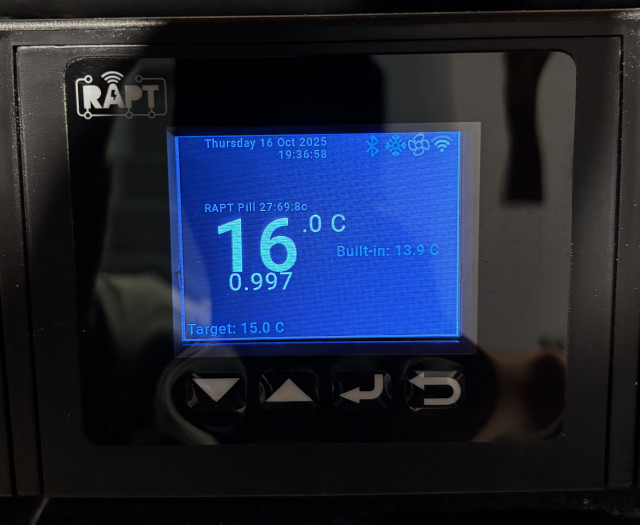 RAPT
Thursday 16 Oct 2025
19:36:58
RAPT Pill 27:69:8c
16.0 C
Built-in: 13.9 C
0.997
Target: 15.0 C